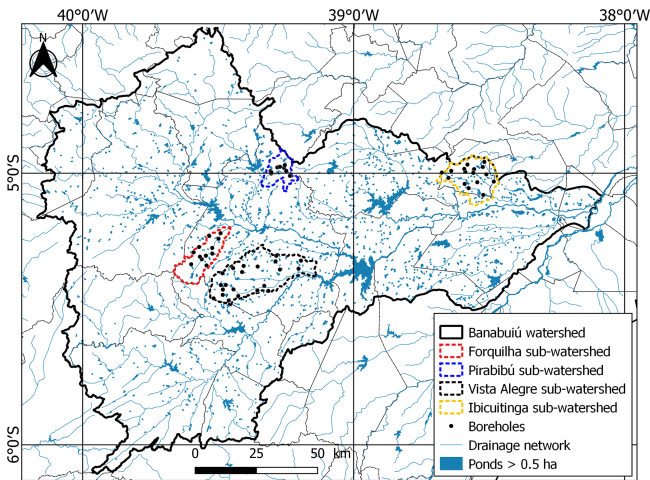 40°0'W 39°0'W 38°0'W
N
5°0'S
6°0'S
Banabuiú watershed
Forquilha sub-watershed
Pirabibú sub-watershed
Vista Alegre sub-watershed
Ibicuitinga sub-watershed
Boreholes
Drainage network
Ponds > 0.5 ha
0 25 50 km